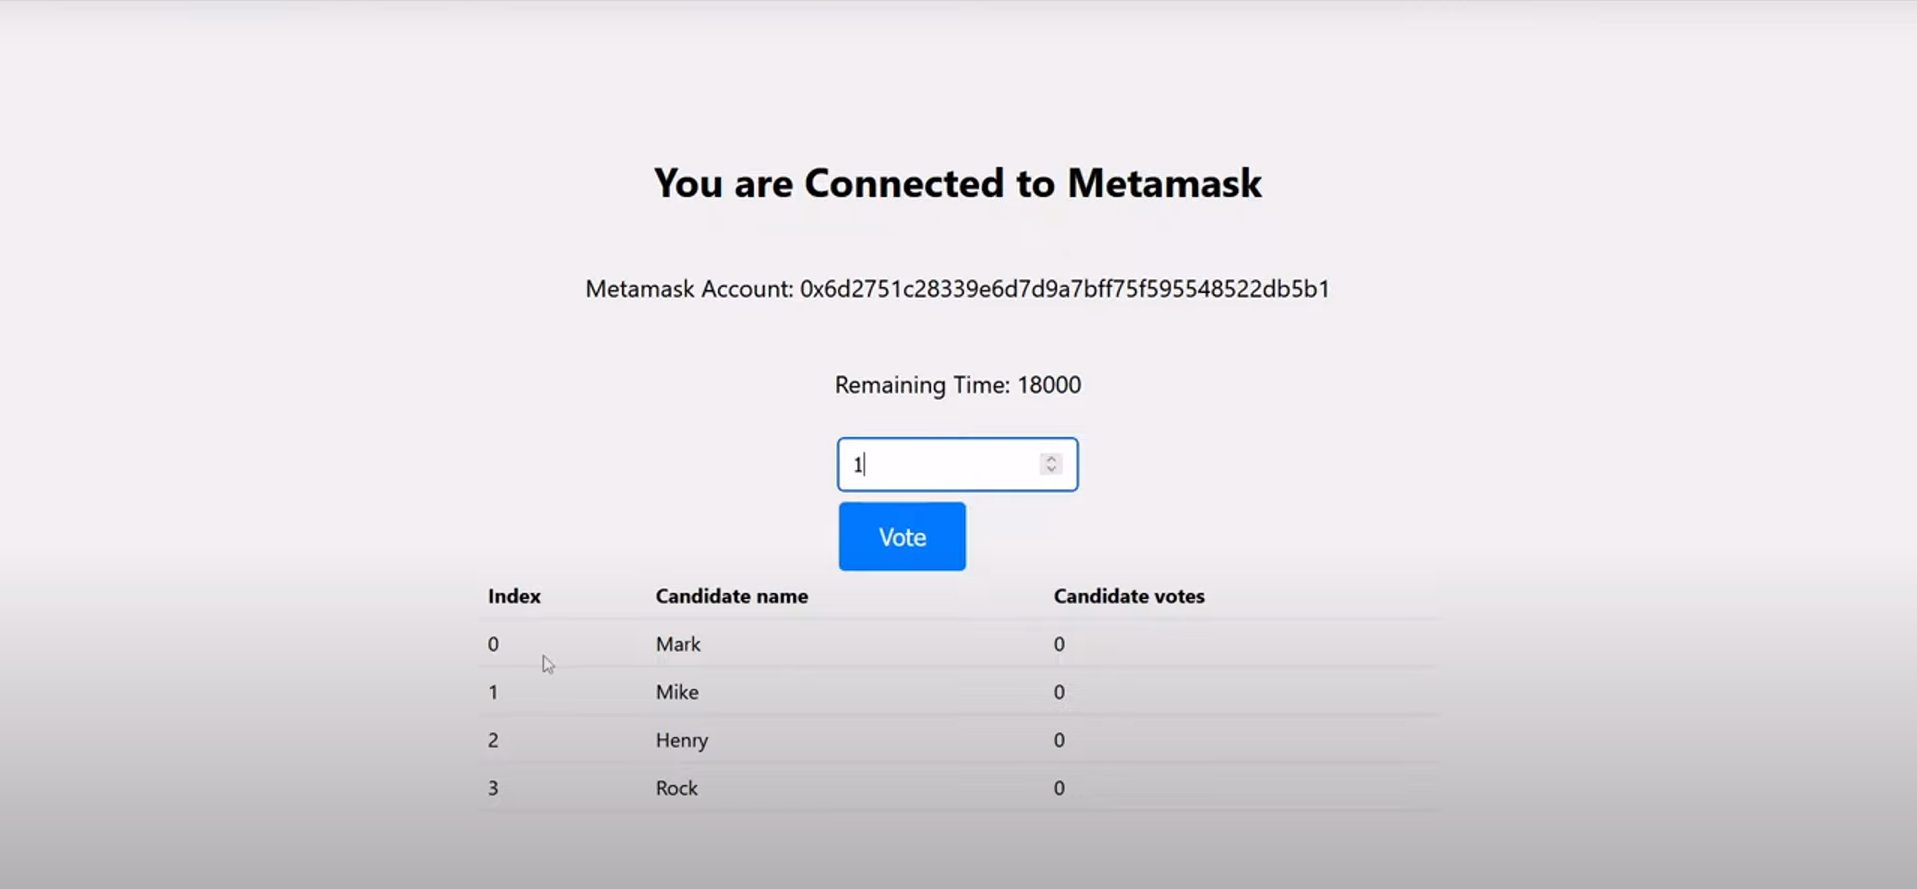 You are Connected to Metamask
Metamask Account: 0x6d2751c28339e6d7d9a7bff75f595548522db5b1
Remaining Time: 18000
1
Vote
Index Candidate name Candidate votes
0 Mark 0
1 Mike 0
2 Henry 0
3 Rock 0